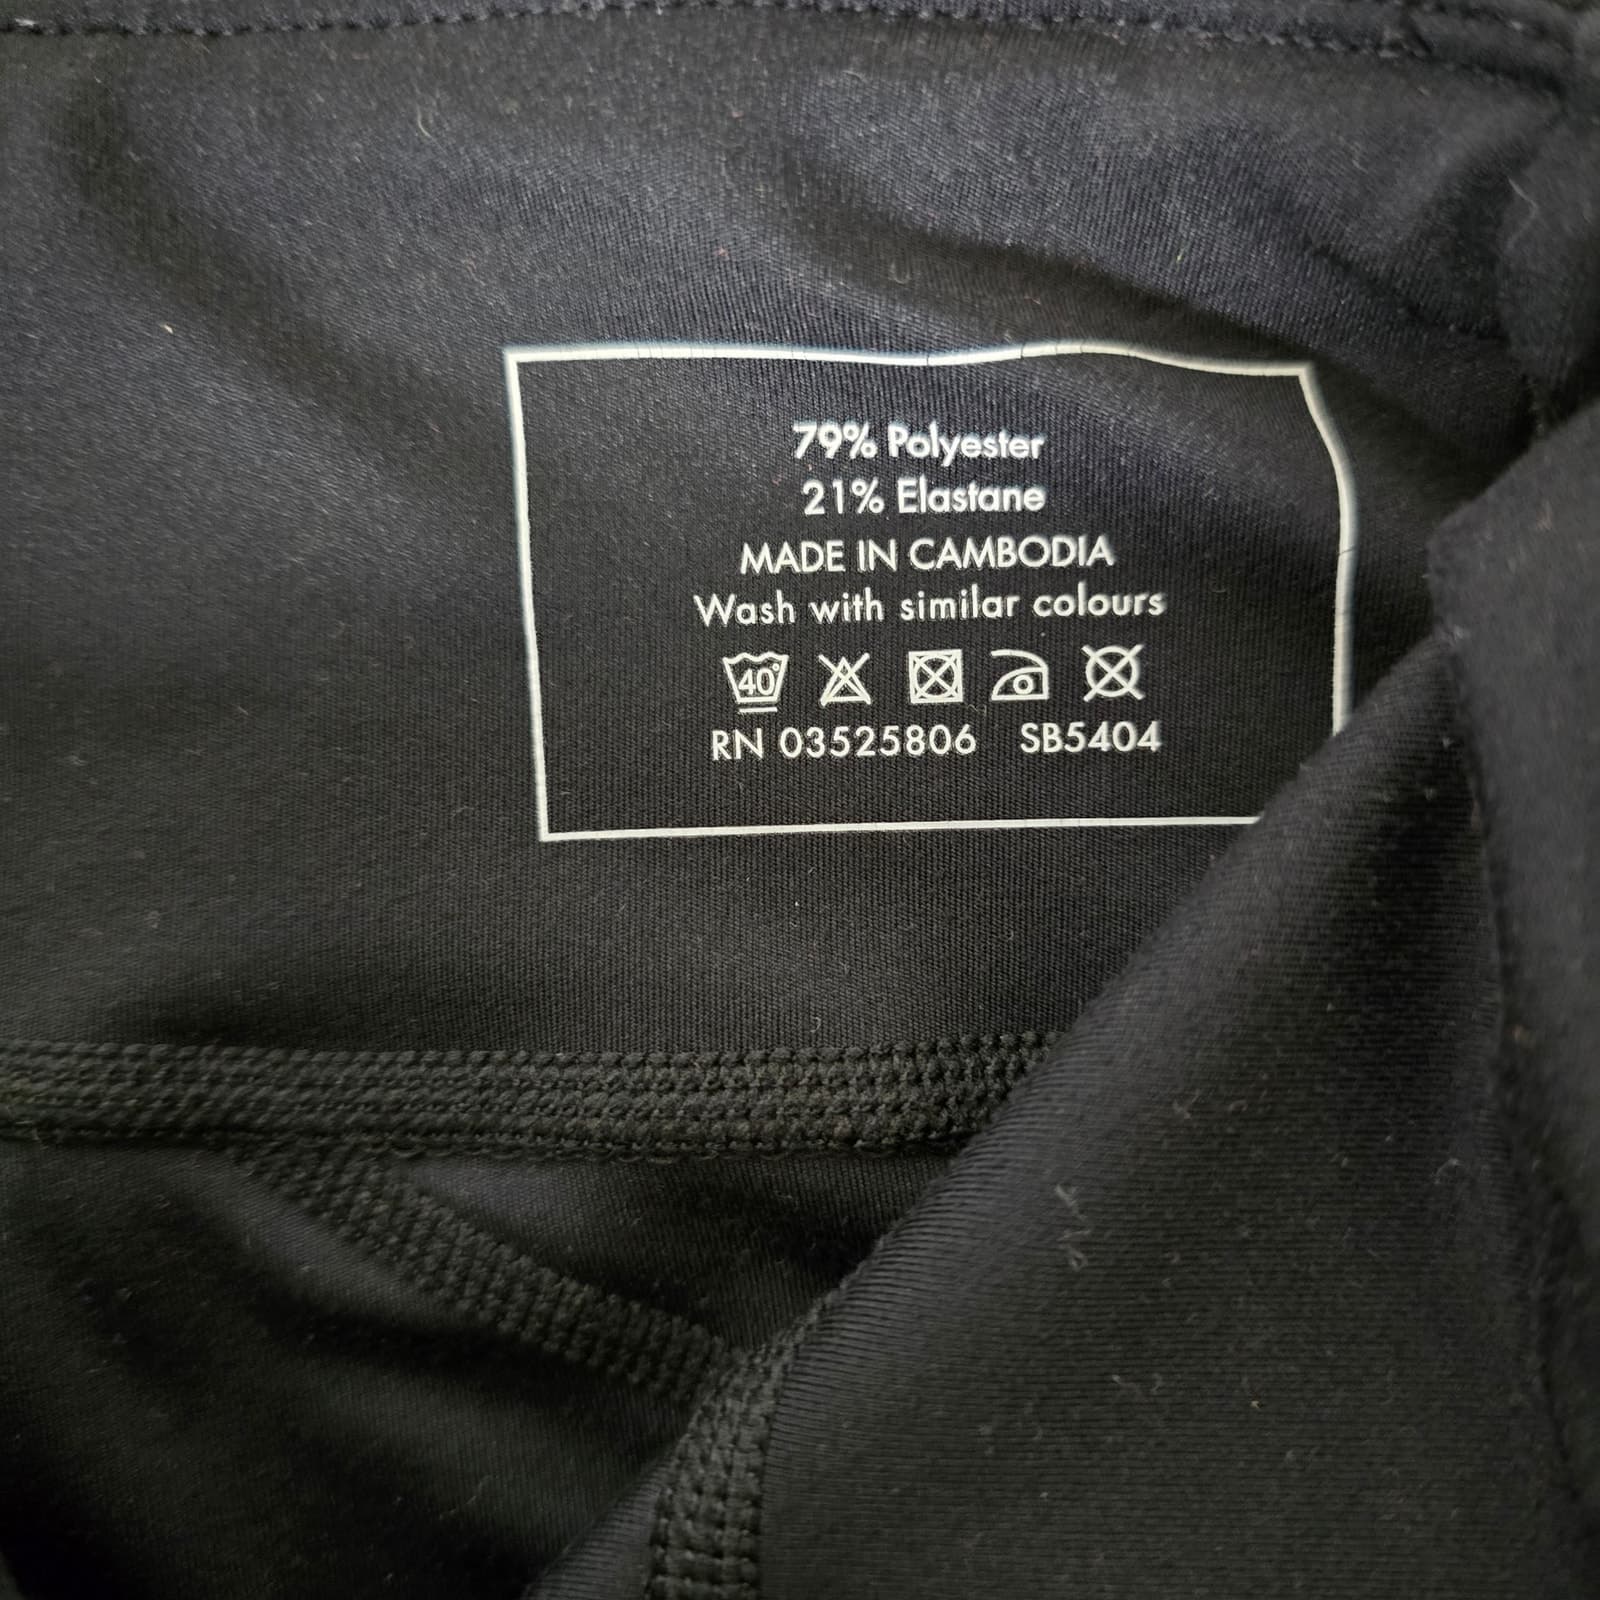 79% Polyester
21% Elastane
MADE IN CAMBODIA
Wash with similar colours
40°
RN 03525806 SB5404